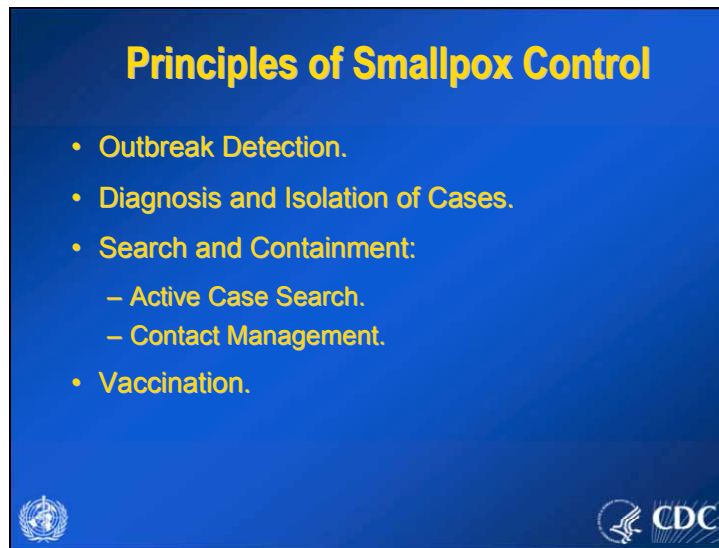 Principles of Smallpox Control
• Outbreak Detection.
• Diagnosis and Isolation of Cases.
• Search and Containment:
– Active Case Search.
– Contact Management.
• Vaccination.
CDC